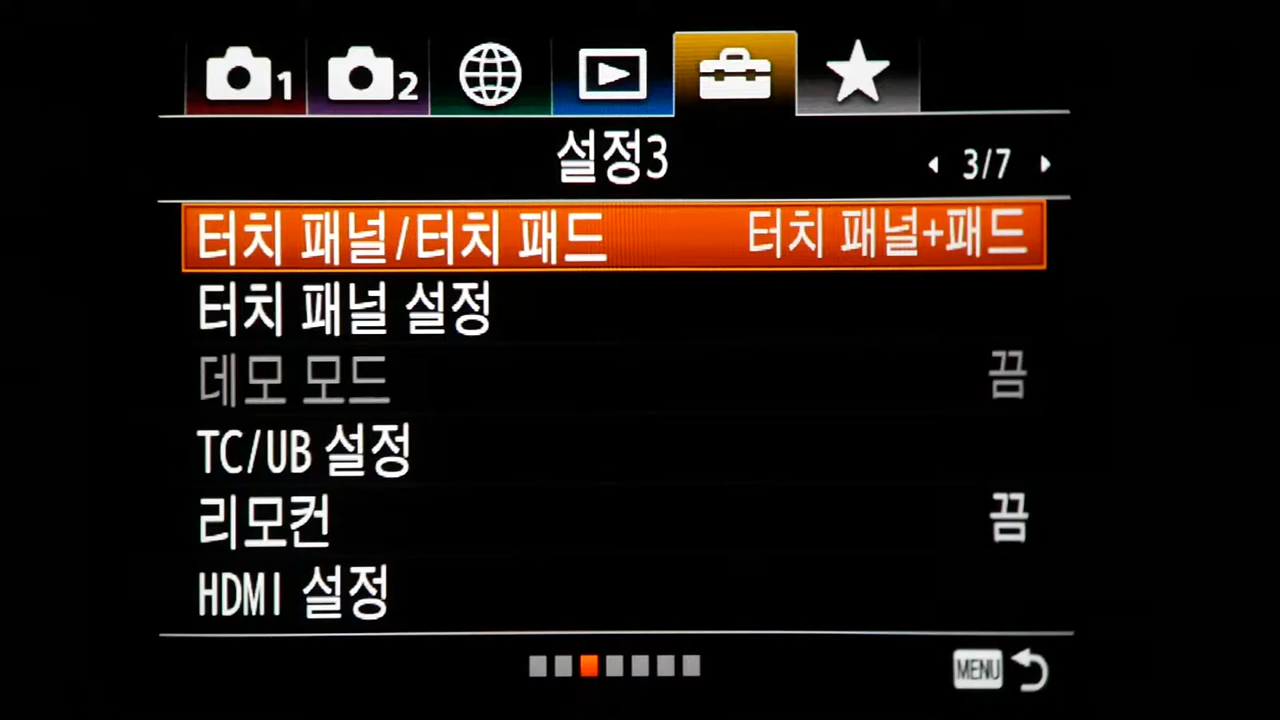 1 2
설정3 3/7
터치 패널/터치 패드 터치 패널+패드
터치 패널 설정
데모 모드 끔
TC/UB 설정
리모컨 끔
HDMI 설정
MENU